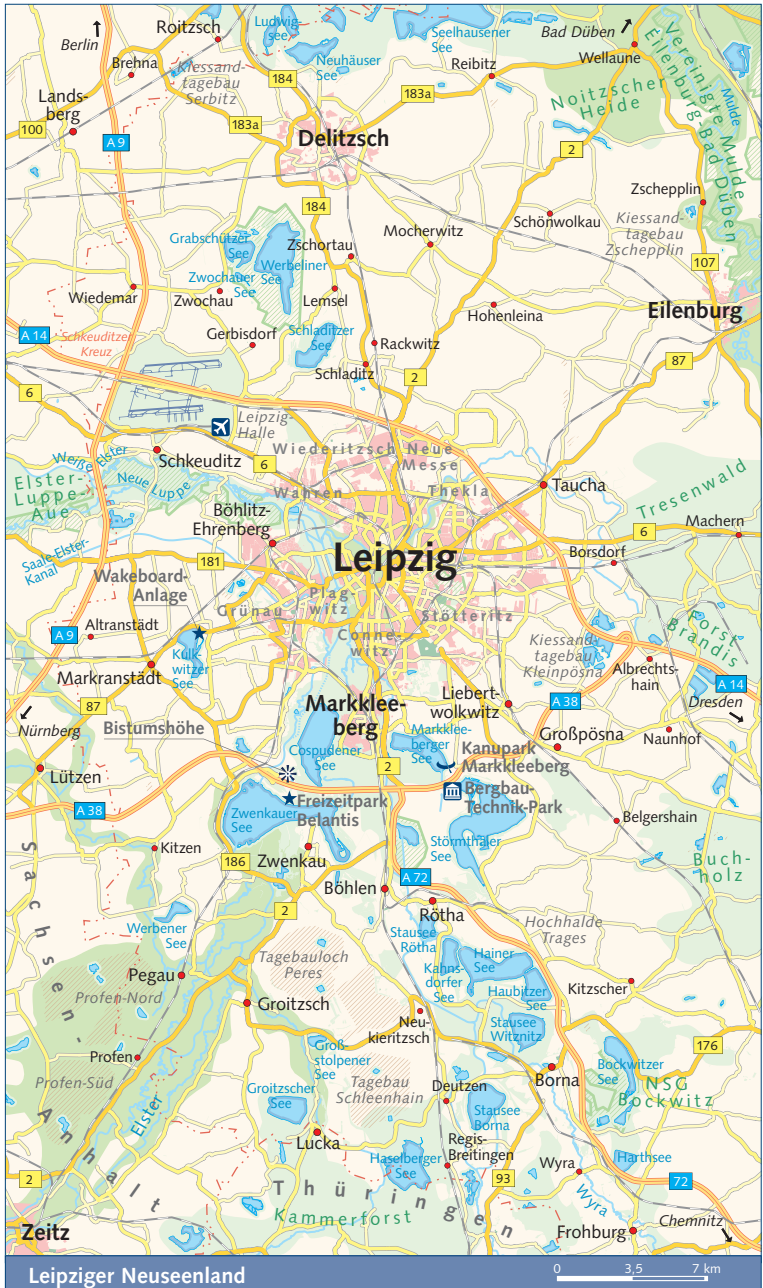 Roitzsch
Ludwig-
see
Seelhausener
See
Bad Düben
Berlin
Brehna
Kiessand-
tagebau
Serbitz
Neuhäuser
See
Reibitz
Wellaune
Vereinigte Mulde
Eilenburg-Bad Düben
Mulde
184
183a
Noitzscher
Heide
Lands-
berg
100
A 9
183a
Delitzsch
2
184
Zschepplin
Kiessand-
tagebau
Zschepplin
Schönwolkau
Mocherwitz
Grabschützer
See
Zschortau
Werbeliner
See
Zwochauer
See
107
Wiedemar
Zwochau
Lemsel
Hohenleina
Eilenburg
A 14
Schkeuditzer
Kreuz
Gerbisdorf
Schladitzer
See
Rackwitz
Schladitz
87
2
6
Leipzig-
Halle
Weiße Elster
Schkeuditz
6
Wiederitzsch
Neue
Messe
Elster-
Luppe-
Aue
Neue Luppe
Wahren
Thekla
Taucha
Tresenwald
Böhlitz-
Ehrenberg
Machern
6
Leipzig
Borsdorf
Saale-Elster-
Kanal
181
Wakeboard-
Anlage
Plag-
witz
Grünau
Stötteritz
Conne-
witz
A 9
Altranstädt
Kulk-
witzer
See
Markranstädt
Kiessand-
tagebau
Kleinpösna
Forst
Brandis
Albrechts-
hain
A 14
Dresden
87
Nürnberg
Bistumshöhe
Markklee-
berg
Liebert-
wolkwitz
A 38
Großpösna
Naunhof
Cospudener
See
Markklee-
berger
See
Kanupark
Markkleeberg
Lützen
2
A 38
Zwenkauer
See
Freizeitpark
Belantis
Bergbau-
Technik-Park
Belgershain
Kitzen
186
Zwenkau
Störmthaler
See
Buch-
holz
Böhlen
A 72
Rötha
2
Werbener
See
Stausee
Rötha
Hochhalde
Trages
Tagebauloch
Peres
Hainer
See
Kahns-
dorfer
See
Pegau
Profen-Nord
Haubitzer
See
Kitzscher
Groitzsch
Neu-
kieritzsch
Stausee
Witznitz
176
Profen
Groß-
stolpener
See
Profen-Süd
Tagebau
Schleenhain
Borna
Bockwitzer
See
NSG
Bockwitz
Groitzscher
See
Deutzen
Stausee
Borna
Elster
Lucka
Regis-
Breitingen
Haselberger
See
Wyra
Harthsee
2
93
72
Sachsen-
Anhalt
Thüringen
Kammerforst
Wyra
Zeitz
Frohburg
Chemnitz
Leipziger Neuseenland
0 3,5 7 km